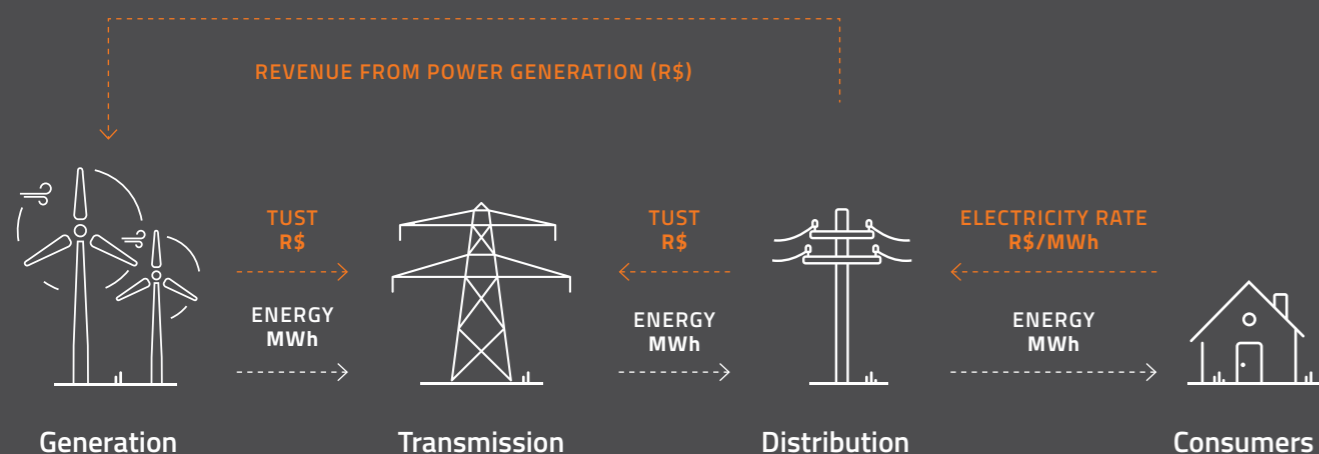 REVENUE FROM POWER GENERATION (R$)
TUST
R$
TUST
R$
ELECTRICITY RATE
R$/MWh
ENERGY
MWh
ENERGY
MWh
ENERGY
MWh
Generation
Transmission
Distribution
Consumers